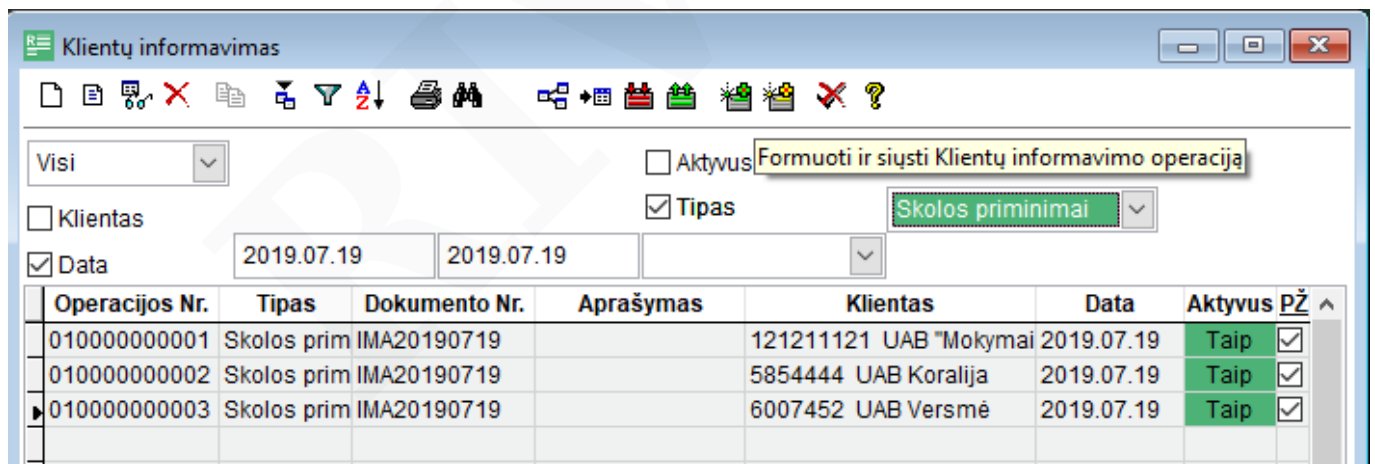 Klientų informavimas
Visi
Aktyvus
Formuoti ir siųsti Klientų informavimo operaciją
Klientas
Tipas
Skolos priminimai
Data
2019.07.19
2019.07.19
Operacijos Nr. Tipas Dokumento Nr. Aprašymas Klientas Data Aktyvus PŽ
010000000001 Skolos prim IMA20190719 121211121 UAB "Mokymai 2019.07.19 Taip
010000000002 Skolos prim IMA20190719 5854444 UAB Koralija 2019.07.19 Taip
010000000003 Skolos prim IMA20190719 6007452 UAB Versmė 2019.07.19 Taip